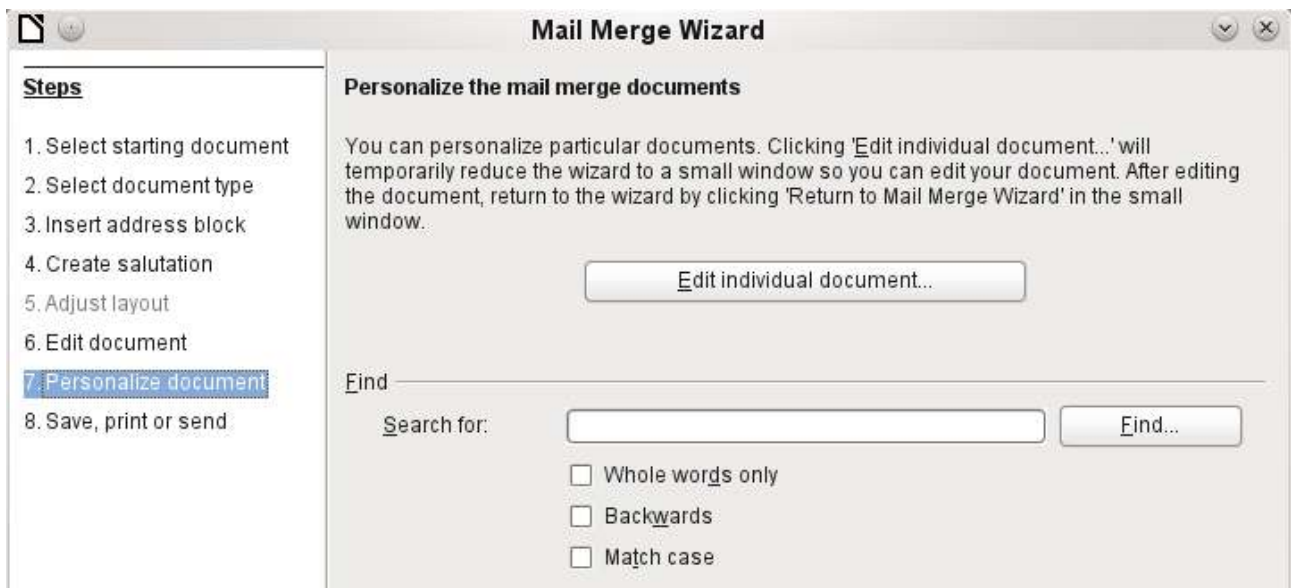 Mail Merge Wizard
Steps
1. Select starting document
2. Select document type
3. Insert address block
4. Create salutation
5. Adjust layout
6. Edit document
7. Personalize document
8. Save, print or send
Personalize the mail merge documents
You can personalize particular documents. Clicking 'Edit individual document...' will
temporarily reduce the wizard to a small window so you can edit your document. After editing
the document, return to the wizard by clicking 'Return to Mail Merge Wizard' in the small
window.
Edit individual document...
Find
Search for:
Find...
Whole words only
Backwards
Match case